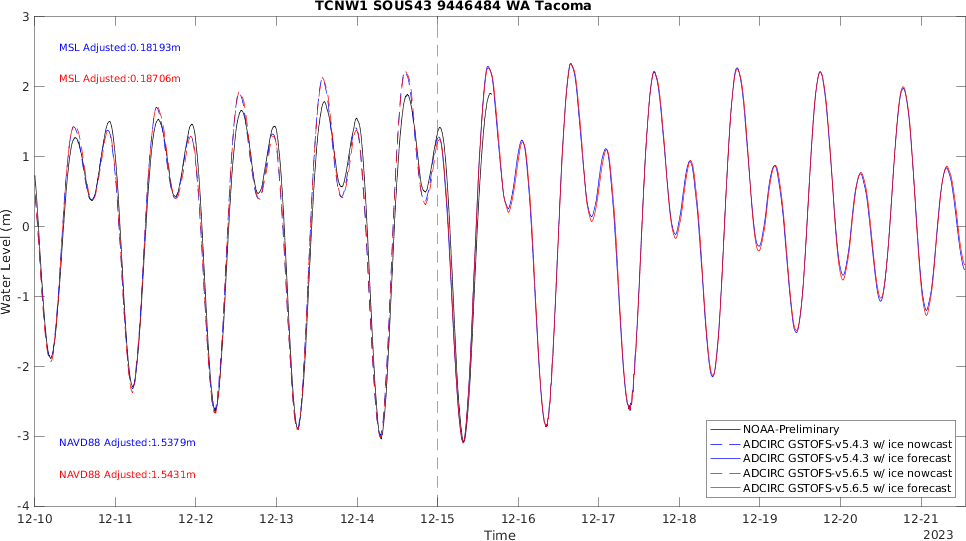 TCNW1 SOUS43 9446484 WA Tacoma
3
2
1
0
-1
-2
-3
-4
Water Level (m)
MSL Adjusted:0.18193m
MSL Adjusted:0.18706m
NAVD88 Adjusted:1.5379m
NAVD88 Adjusted:1.5431m
NOAA-Preliminary
ADCIRC GSTOFS-v5.4.3 w/ ice nowcast
ADCIRC GSTOFS-v5.4.3 w/ ice forecast
ADCIRC GSTOFS-v5.6.5 w/ ice nowcast
ADCIRC GSTOFS-v5.6.5 w/ ice forecast
12-10 12-11 12-12 12-13 12-14 12-15 12-16 12-17 12-18 12-19 12-20 12-21
2023
Time